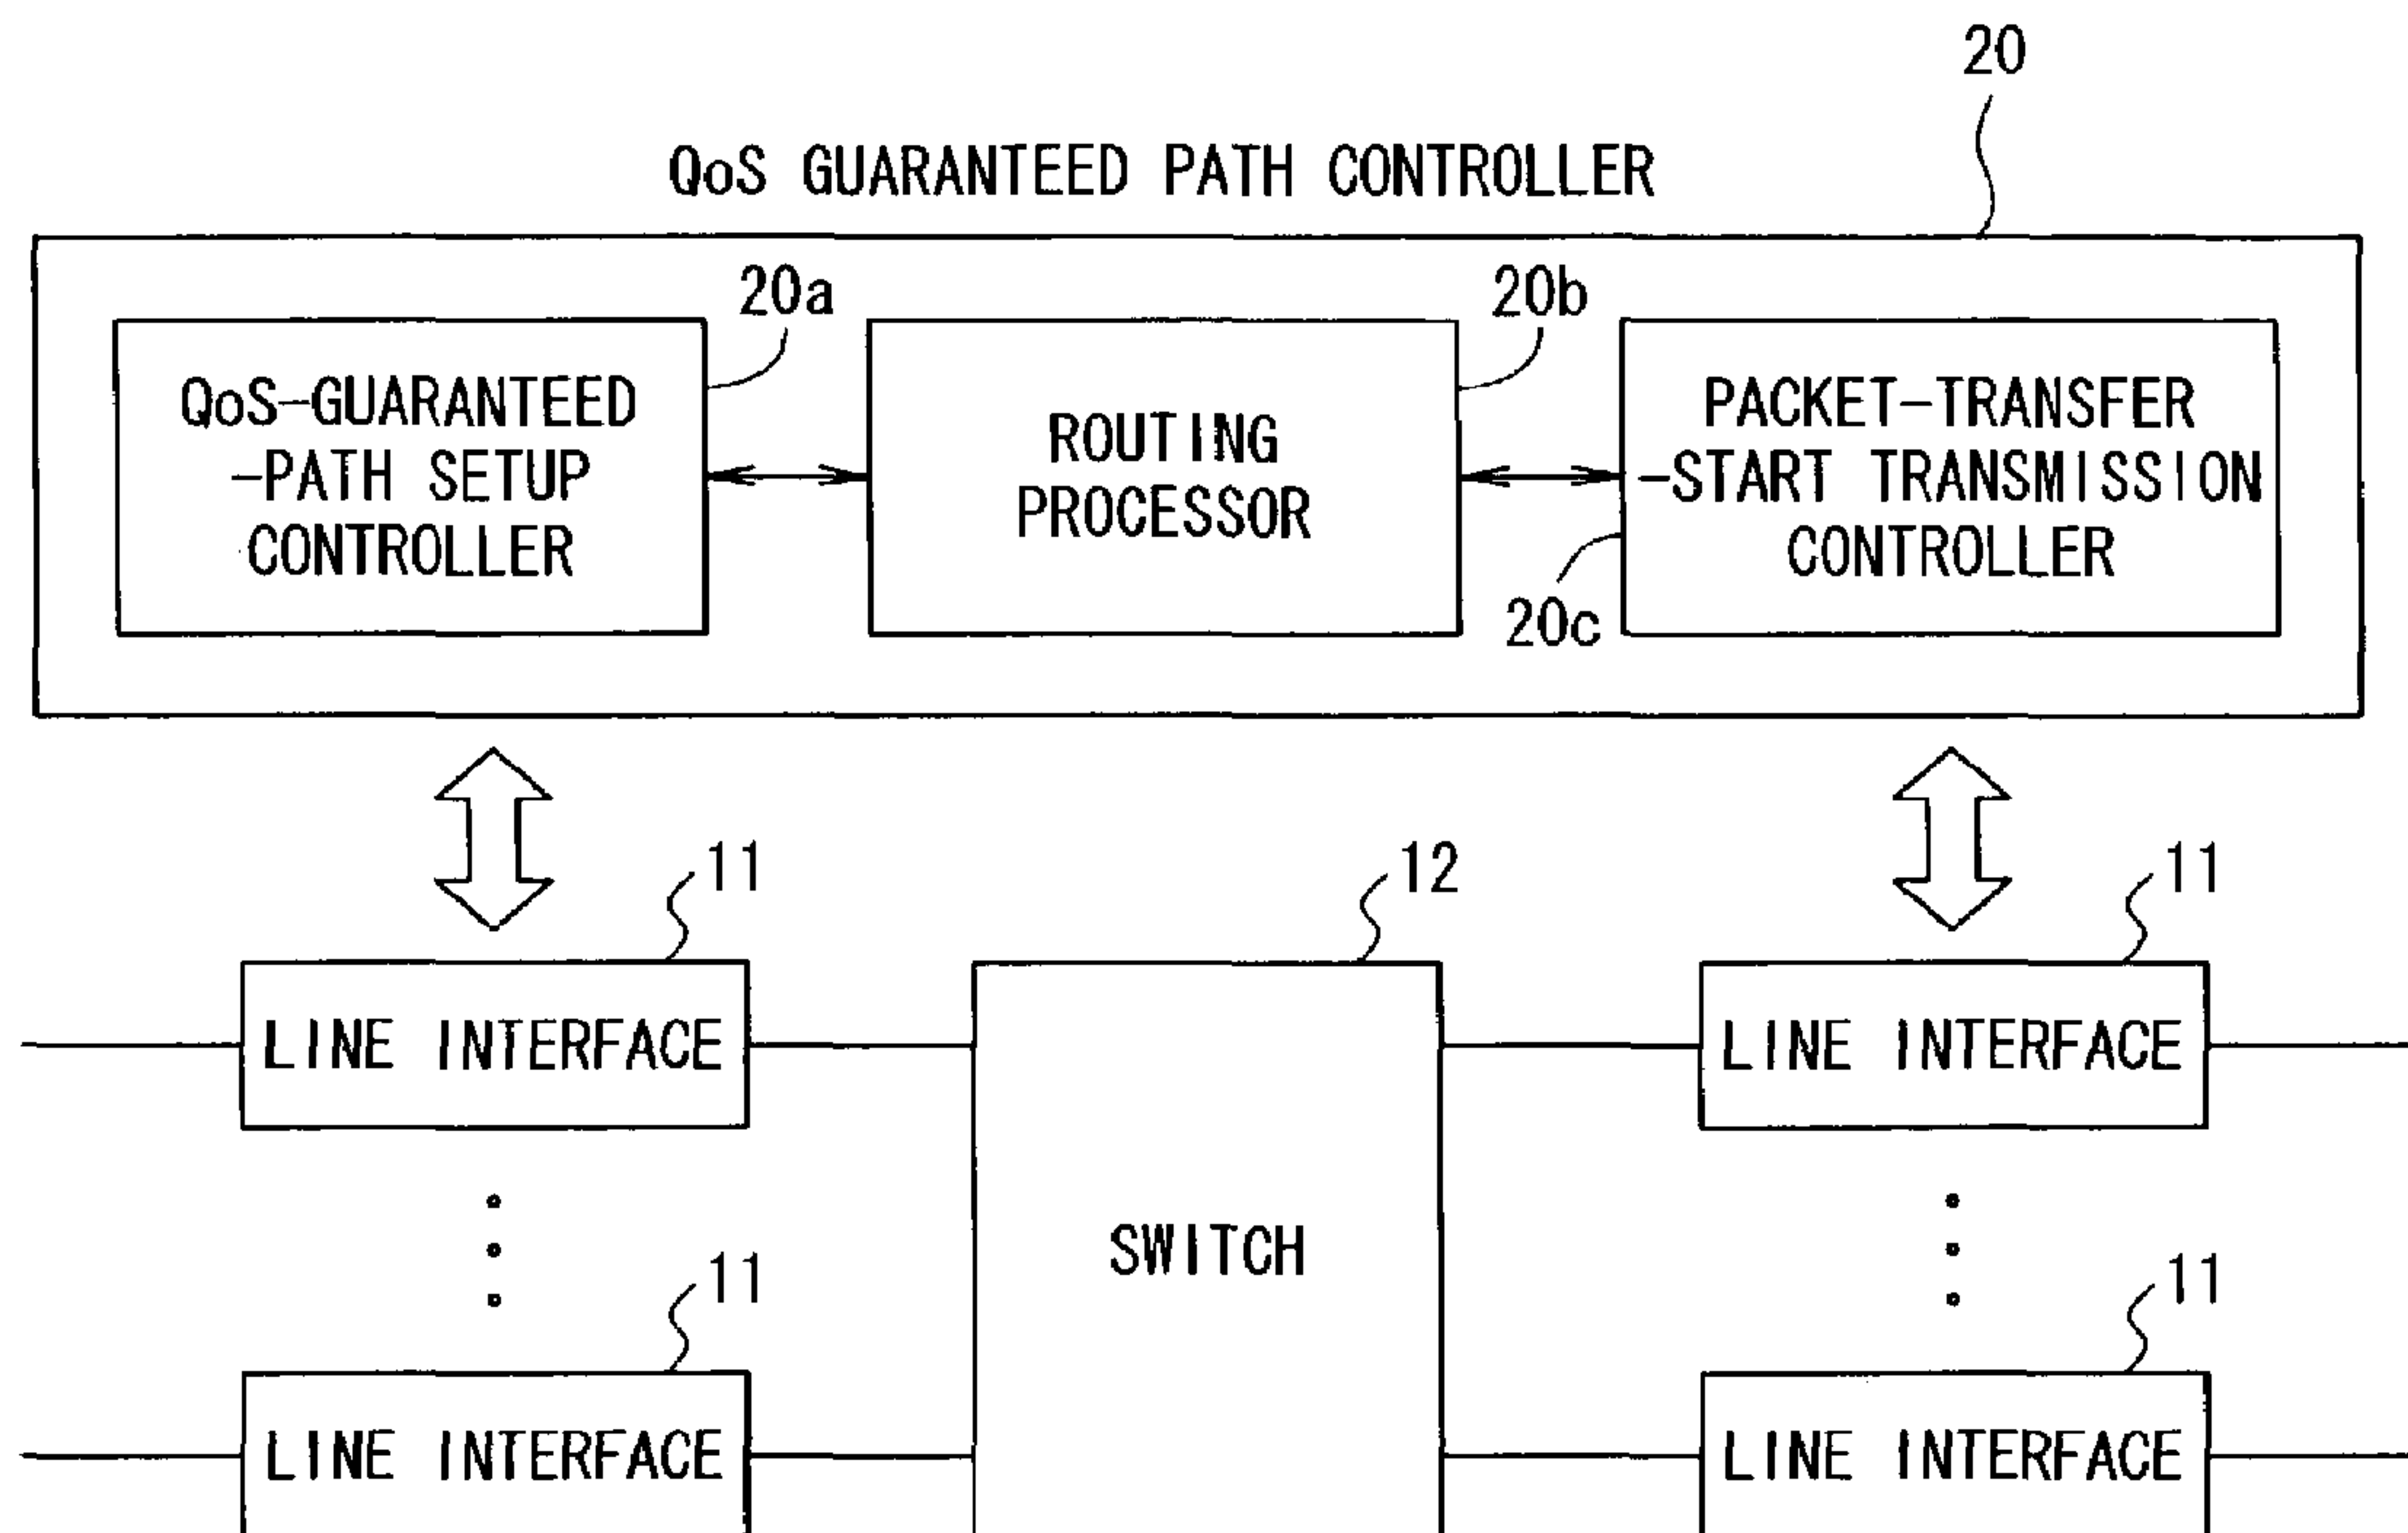 20
QoS GUARANTEED PATH CONTROLLER
20a
20b
QoS-GUARANTEED
-PATH SETUP
CONTROLLER
ROUTING
PROCESSOR
PACKET-TRANSFER
-START TRANSMISSION
CONTROLLER
20c
11
12
11
LINE INTERFACE
LINE INTERFACE
SWITCH
11
11
LINE INTERFACE
LINE INTERFACE